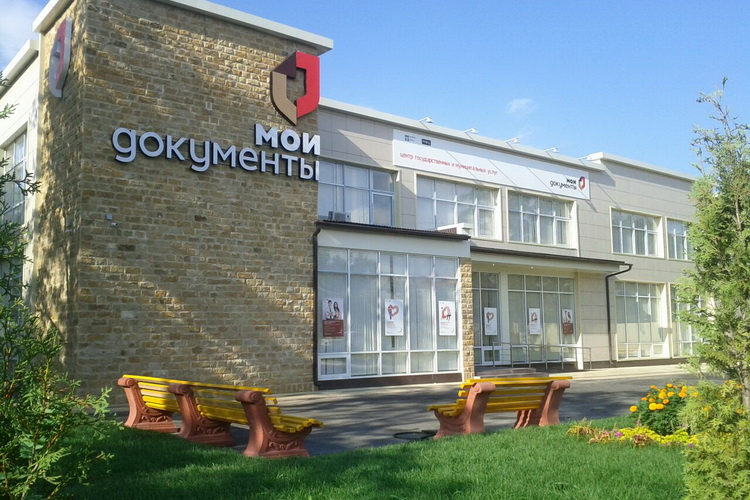 мои
документы
центр государственных и муниципальных услуг
мои
документы